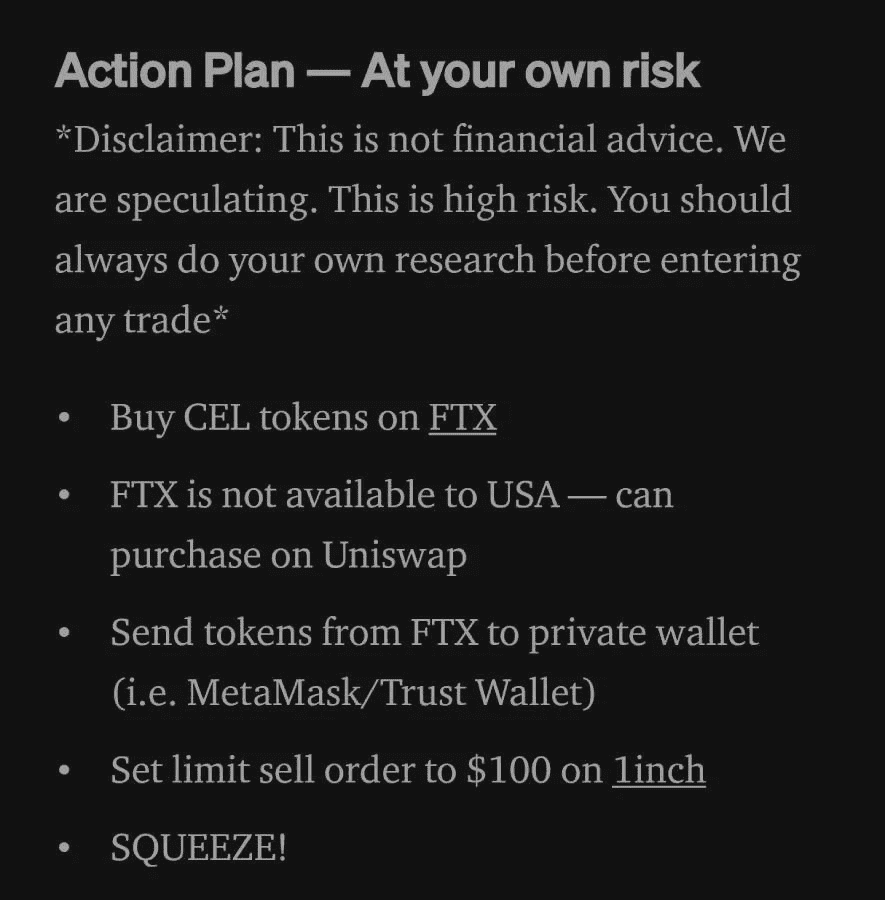 Action Plan — At your own risk
*Disclaimer: This is not financial advice. We
are speculating. This is high risk. You should
always do your own research before entering
any trade*
• Buy CEL tokens on FTX
• FTX is not available to USA — can
purchase on Uniswap
• Send tokens from FTX to private wallet
(i.e. MetaMask/Trust Wallet)
• Set limit sell order to $100 on 1inch
• SQUEEZE!